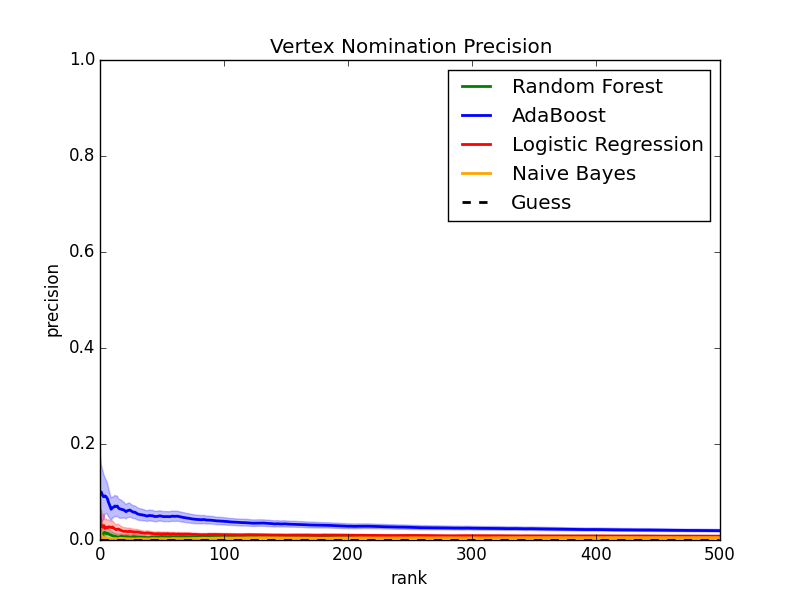 Vertex Nomination Precision
1.0
0.8
0.6
0.4
0.2
0.0
precision
Random Forest
AdaBoost
Logistic Regression
Naive Bayes
Guess
0 100 200 300 400 500
rank